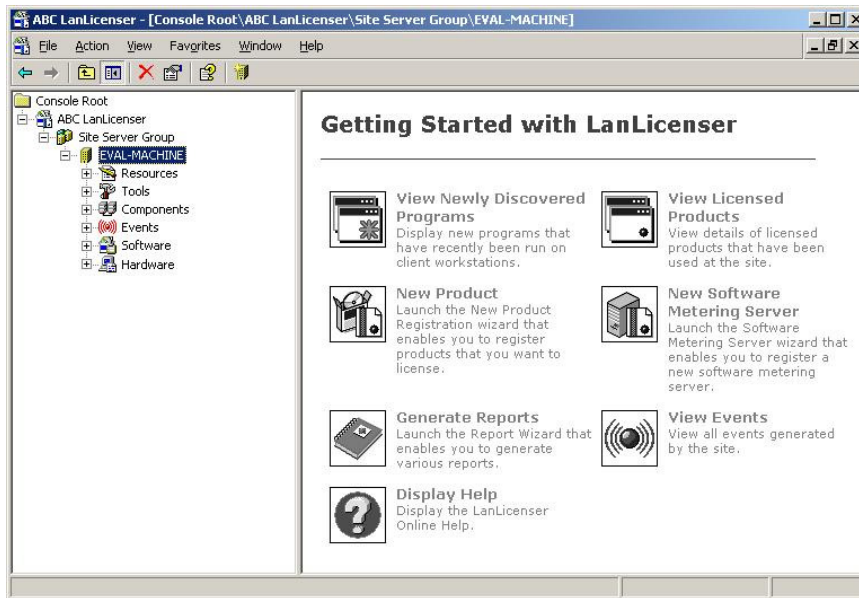 ABC LanLicenser - [Console Root\ABC LanLicenser\Site Server Group\EVAL-MACHINE]
File Action View Favorites Window Help
Console Root
ABC LanLicenser
Site Server Group
EVAL-MACHINE
Resources
Tools
Components
Events
Software
Hardware
Getting Started with LanLicenser
View Newly Discovered
Programs
Display new programs that
have recently been run on
client workstations.
View Licensed
Products
View details of licensed
products that have been
used at the site.
New Product
Launch the New Product
Registration wizard that
enables you to register
products that you want to
license.
New Software
Metering Server
Launch the Software
Metering Server wizard that
enables you to register a
new software metering
server.
Generate Reports
Launch the Report Wizard that
enables you to generate
various reports.
View Events
View all events generated
by the site.
Display Help
Display the LanLicenser
Online Help.